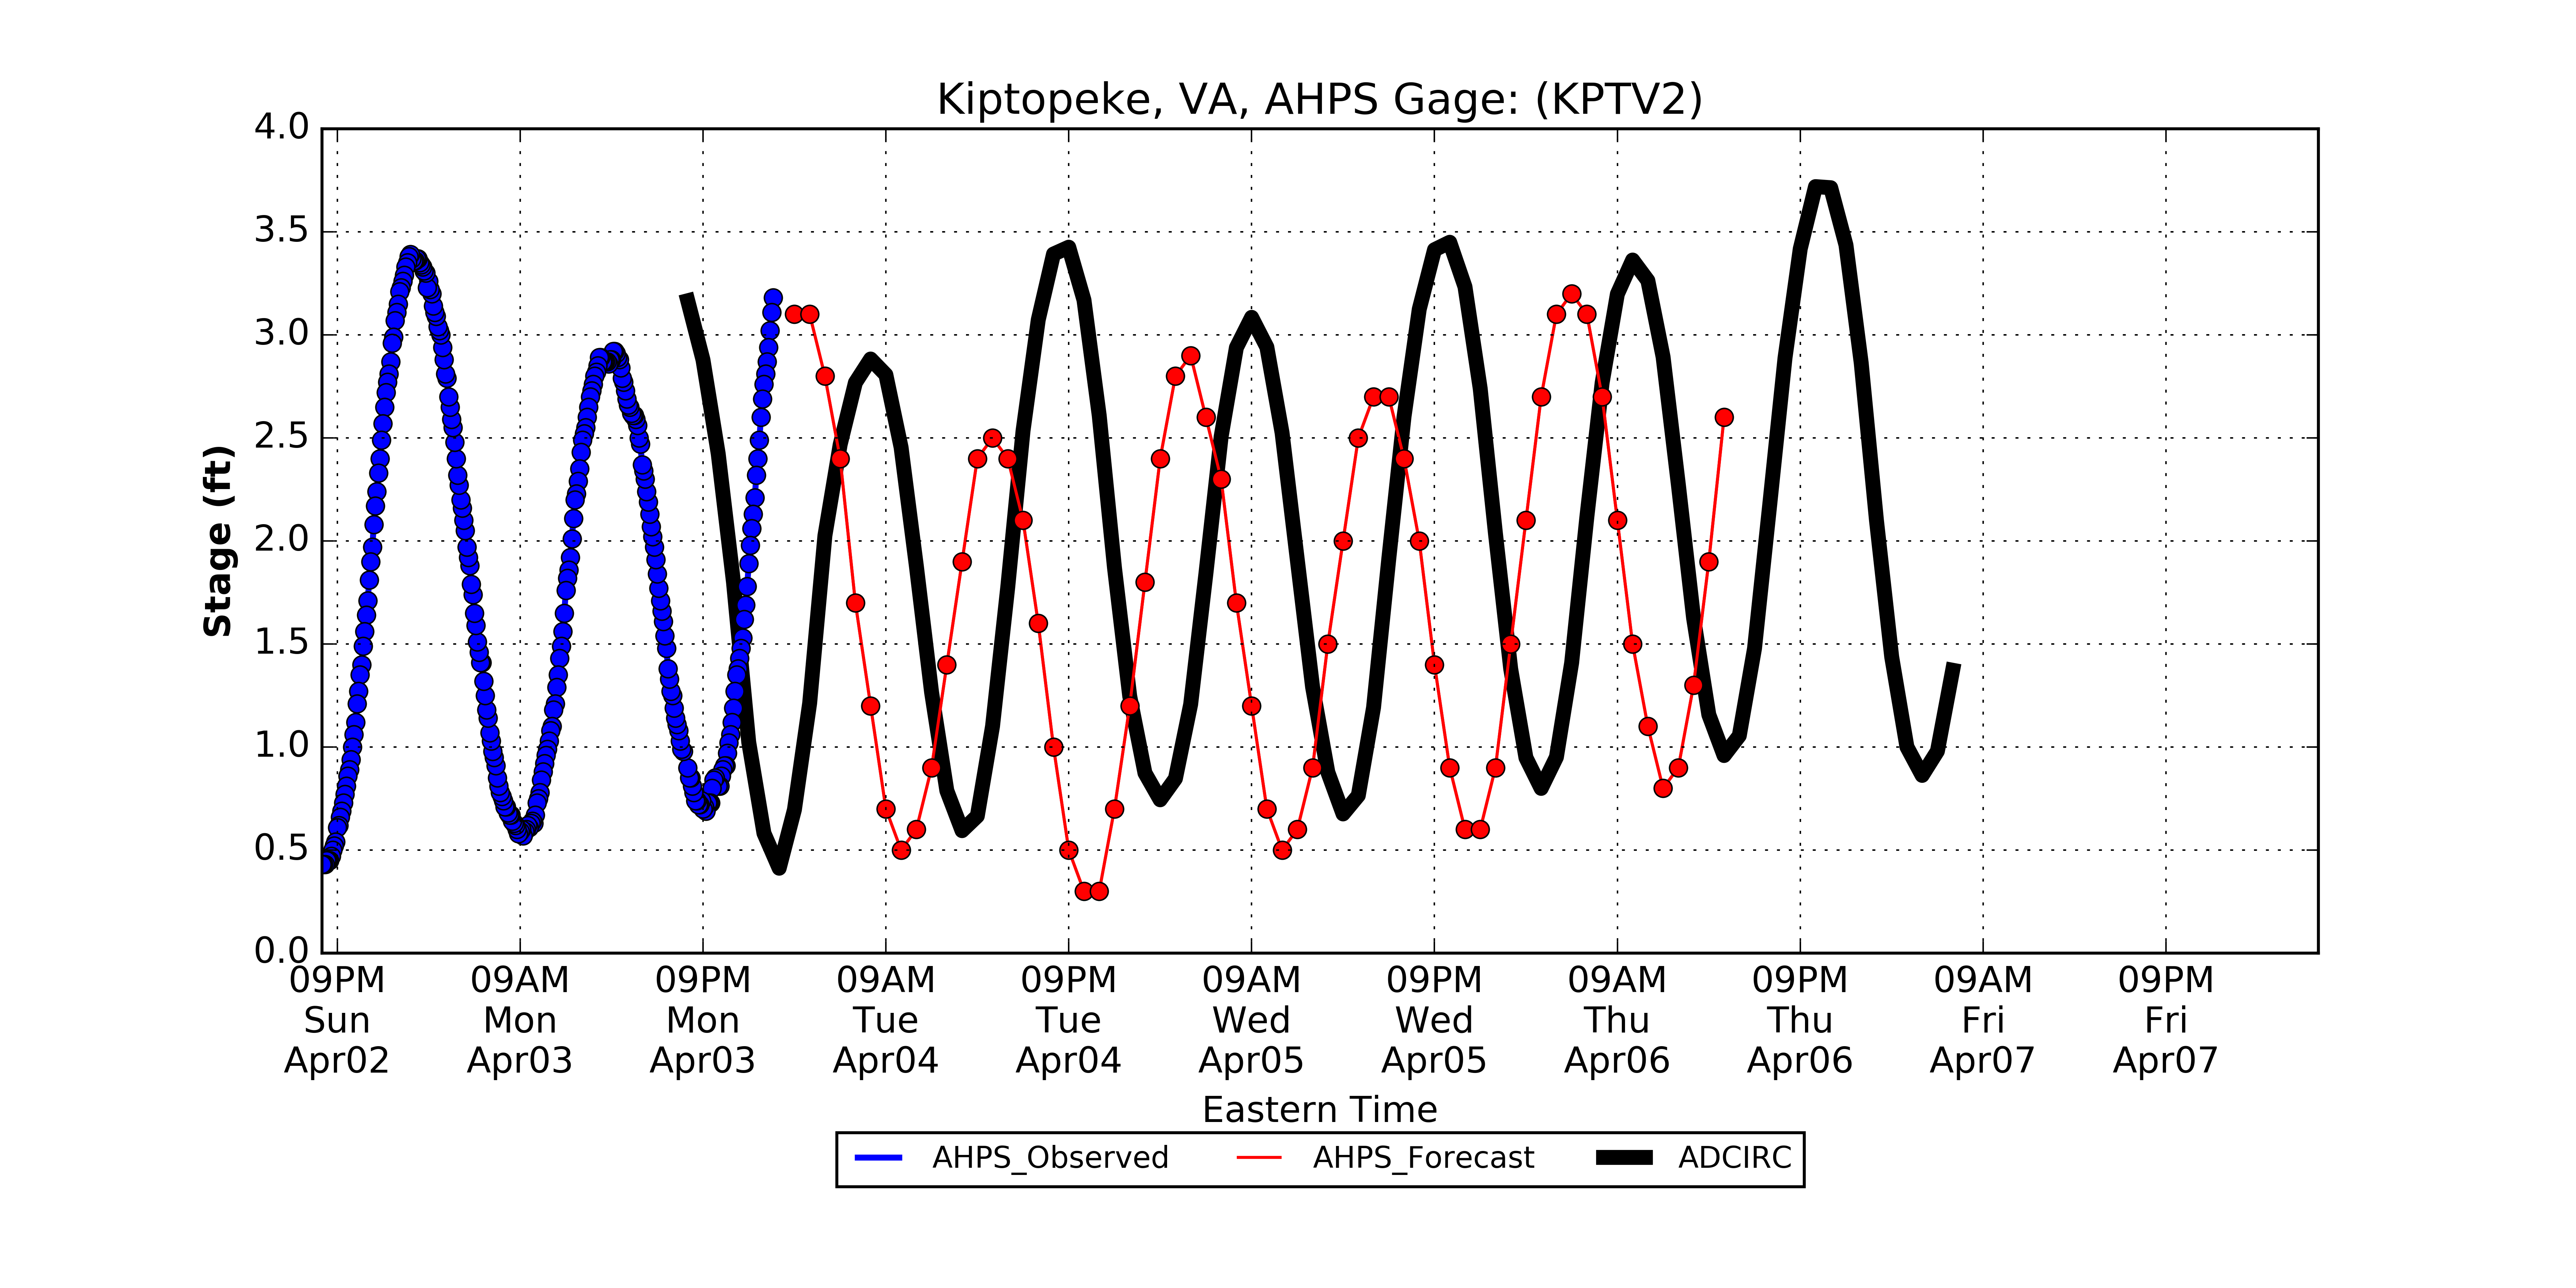 Kiptopeke, VA, AHPS Gage: (KPTV2)
4.0
3.5
3.0
2.5
2.0
1.5
1.0
0.5
0.0
Stage (ft)
09PM 09AM 09PM 09AM 09PM 09AM 09PM 09AM 09PM 09AM 09PM
Sun Mon Mon Tue Tue Wed Wed Thu Thu Fri Fri
Apr02 Apr03 Apr03 Apr04 Apr04 Apr05 Apr05 Apr06 Apr06 Apr07 Apr07
Eastern Time
AHPS_Observed AHPS_Forecast ADCIRC